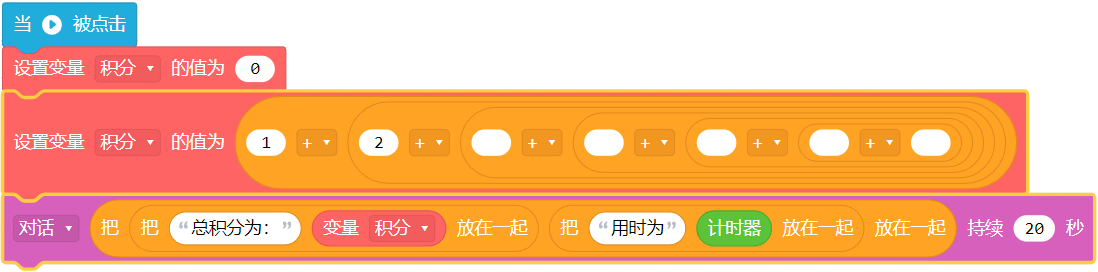 当 被点击
设置变量 积分 的值为 0
设置变量 积分 的值为 1 + 2 + + + + +
对话 把 把 “总积分为：” 变量 积分 放在一起 把 “用时为” 计时器 放在一起 放在一起 持续 20 秒